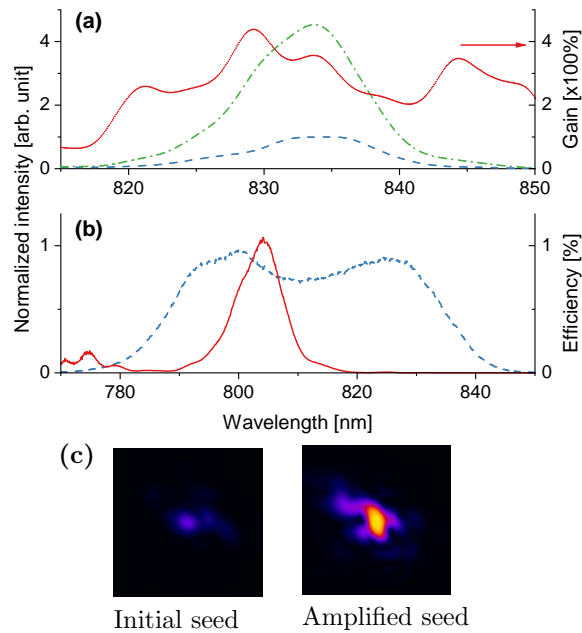 (a)
4
2
0
820
830
840
850
4
2
0
Gain [x100%]
Normalized intensity [arb. unit]
(b)
1
0
780
800
820
840
1
0
Efficiency [%]
Wavelength [nm]
(c)
Initial seed
Amplified seed